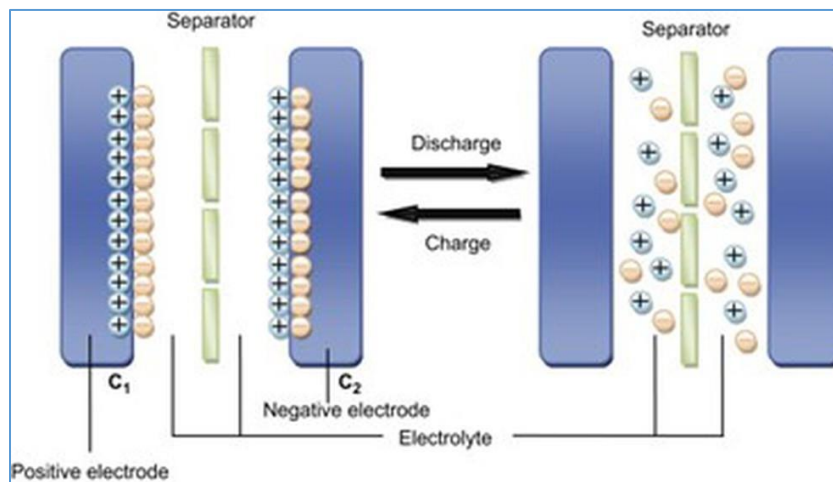 Separator
Separator
Discharge
Charge
C₁
C₂
Negative electrode
Electrolyte
Positive electrode